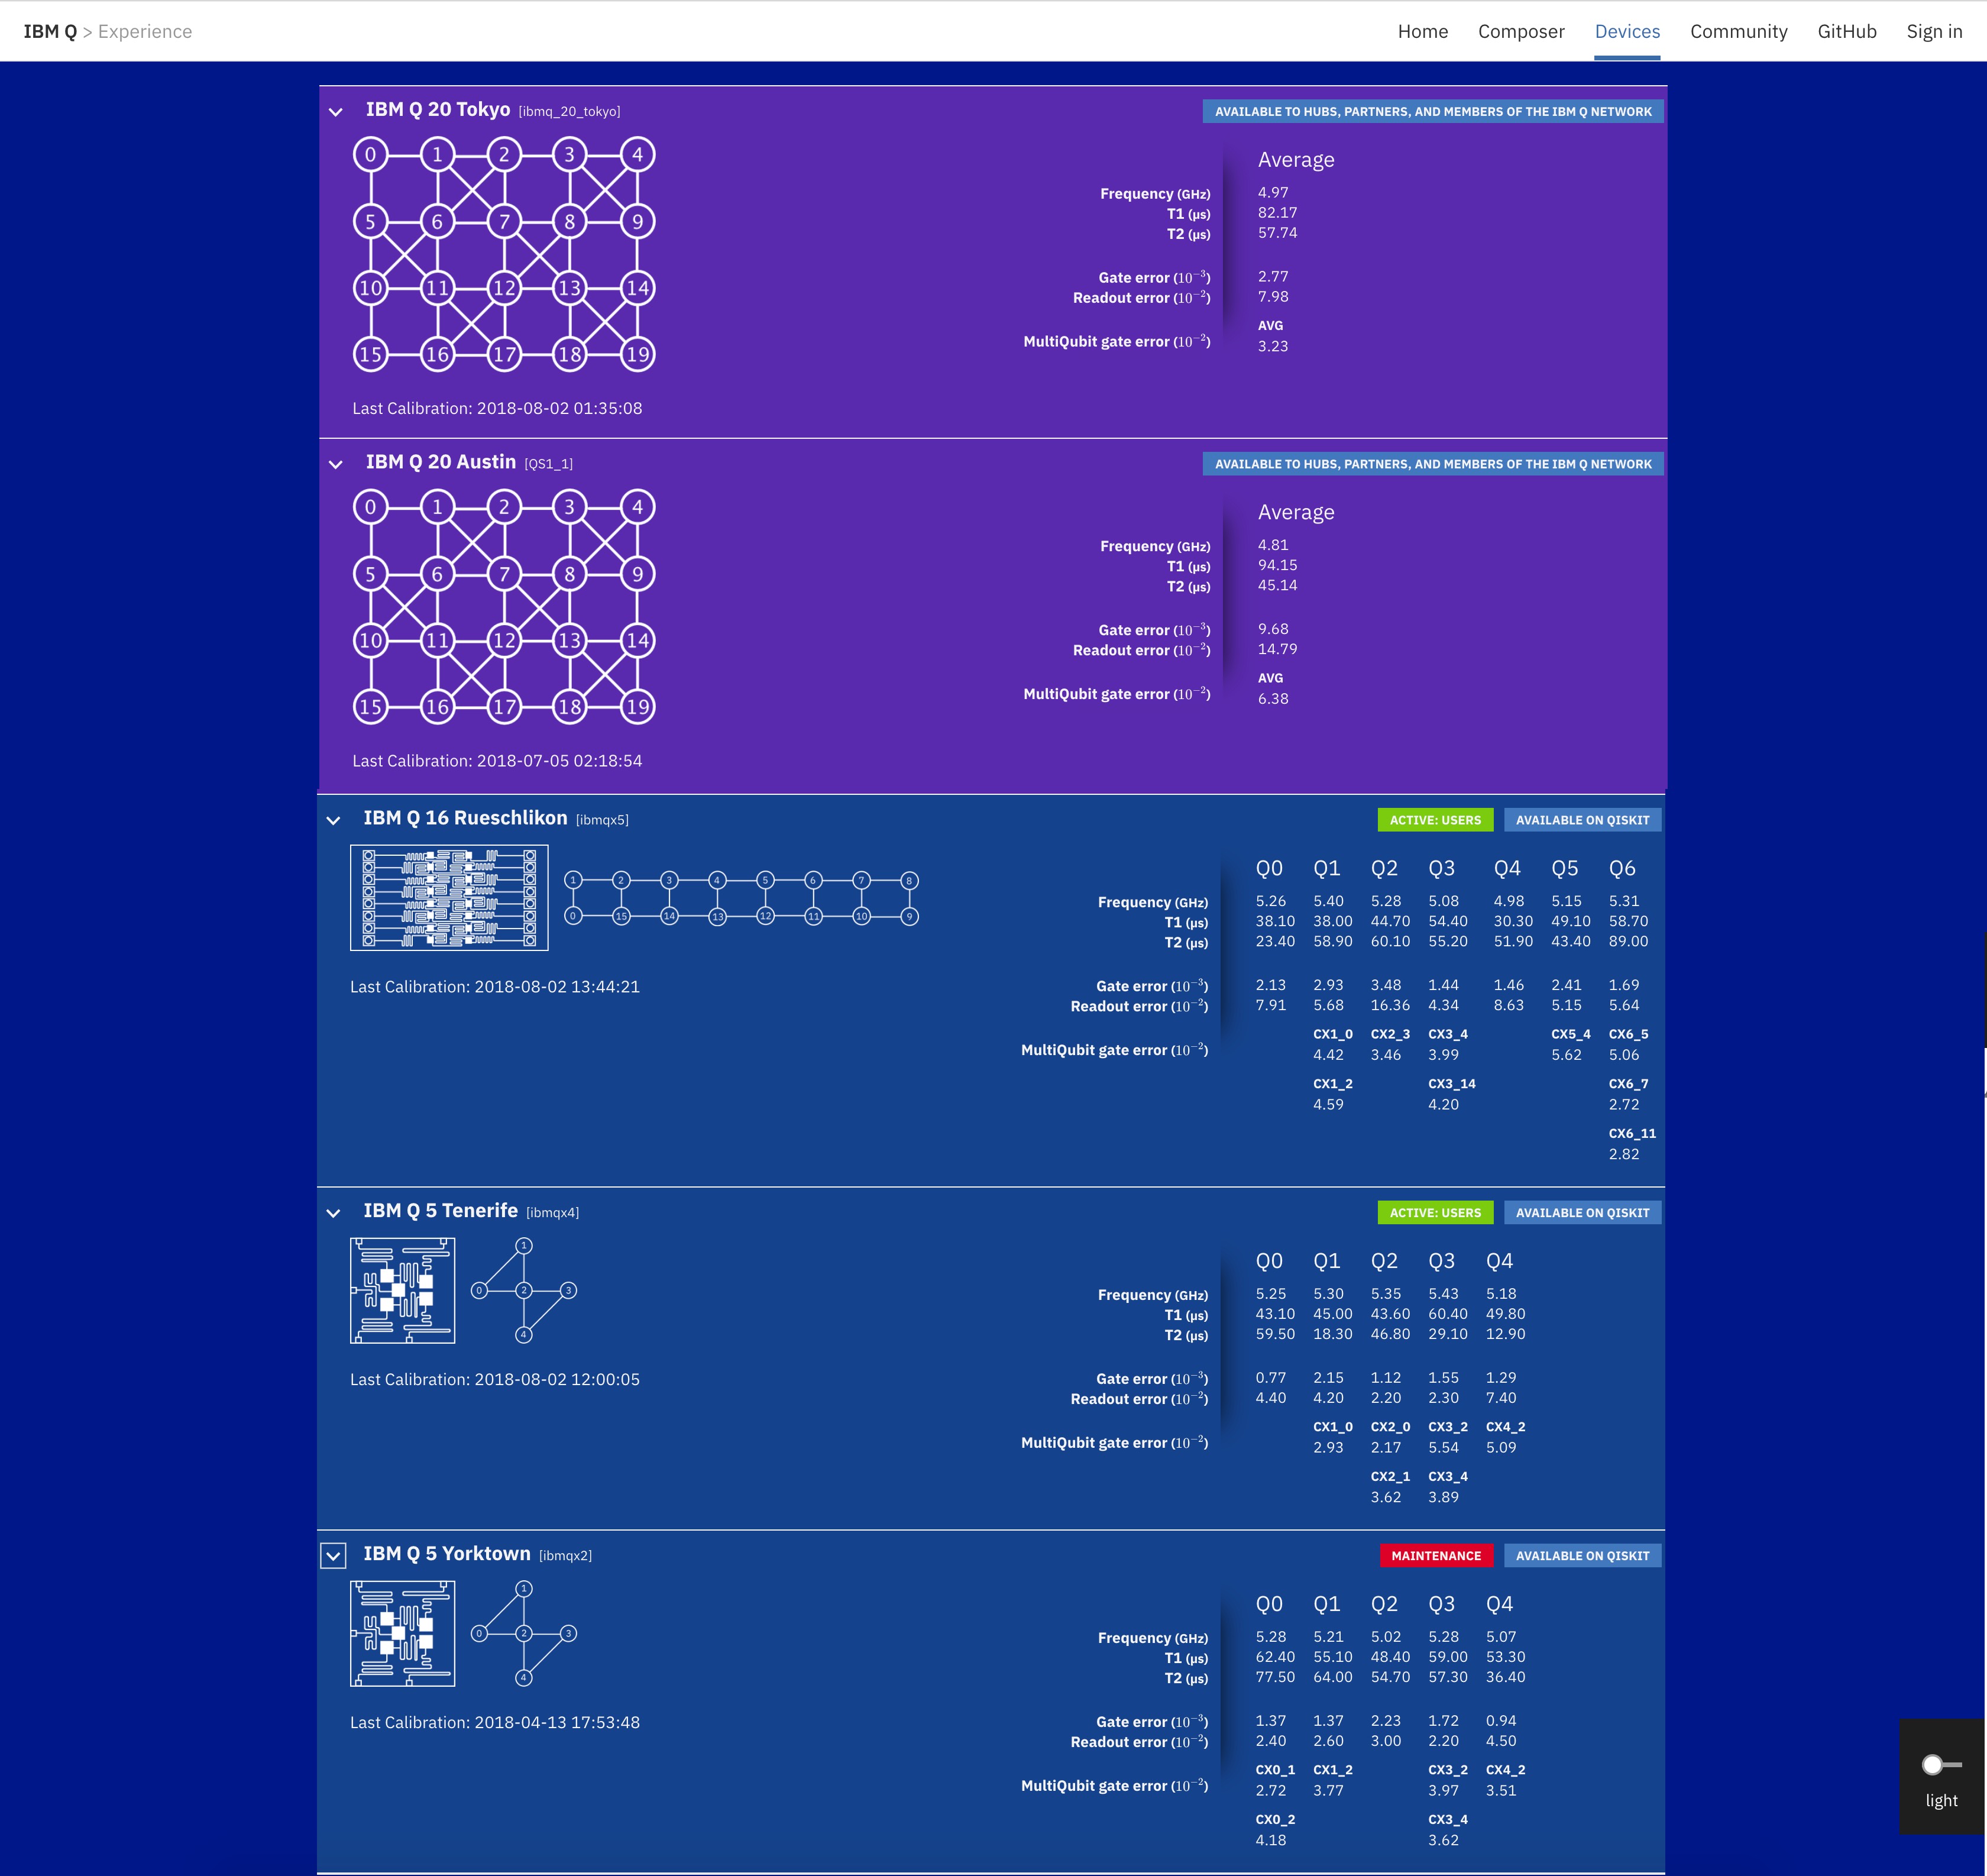 IBM Q > Experience Home Composer Devices Community GitHub Sign in
IBM Q 20 Tokyo [ibmq_20_tokyo] AVAILABLE TO HUBS, PARTNERS, AND MEMBERS OF THE IBM Q NETWORK
0 1 2 3 4
5 6 7 8 9
10 11 12 13 14
15 16 17 18 19
Last Calibration: 2018-08-02 01:35:08
Average
Frequency (GHz) 4.97
T1 (µs) 82.17
T2 (µs) 57.74
Gate error (10⁻³) 2.77
Readout error (10⁻²) 7.98
AVG
MultiQubit gate error (10⁻²) 3.23
IBM Q 20 Austin [QS1_1] AVAILABLE TO HUBS, PARTNERS, AND MEMBERS OF THE IBM Q NETWORK
0 1 2 3 4
5 6 7 8 9
10 11 12 13 14
15 16 17 18 19
Last Calibration: 2018-07-05 02:18:54
Average
Frequency (GHz) 4.81
T1 (µs) 94.15
T2 (µs) 45.14
Gate error (10⁻³) 9.68
Readout error (10⁻²) 14.79
AVG
MultiQubit gate error (10⁻²) 6.38
IBM Q 16 Rueschlikon [ibmqx5] ACTIVE: USERS AVAILABLE ON QISKIT
1 2 3 4 5 6 7 8
0 15 14 13 12 11 10 9
Last Calibration: 2018-08-02 13:44:21
Q0 Q1 Q2 Q3 Q4 Q5 Q6
Frequency (GHz) 5.26 5.40 5.28 5.08 4.98 5.15 5.31
T1 (µs) 38.10 38.00 44.70 54.40 30.30 49.10 58.70
T2 (µs) 23.40 58.90 60.10 55.20 51.90 43.40 89.00
Gate error (10⁻³) 2.13 2.93 3.48 1.44 1.46 2.41 1.69
Readout error (10⁻²) 7.91 5.68 16.36 4.34 8.63 5.15 5.64
CX1_0 CX2_3 CX3_4 CX5_4 CX6_5
MultiQubit gate error (10⁻²) 4.42 3.46 3.99 5.62 5.06
CX1_2 CX3_14 CX6_7
4.59 4.20 2.72
CX6_11
2.82
IBM Q 5 Tenerife [ibmqx4] ACTIVE: USERS AVAILABLE ON QISKIT
1
0 2 3
4
Last Calibration: 2018-08-02 12:00:05
Q0 Q1 Q2 Q3 Q4
Frequency (GHz) 5.25 5.30 5.35 5.43 5.18
T1 (µs) 43.10 45.00 43.60 60.40 49.80
T2 (µs) 59.50 18.30 46.80 29.10 12.90
Gate error (10⁻³) 0.77 2.15 1.12 1.55 1.29
Readout error (10⁻²) 4.40 4.20 2.20 2.30 7.40
CX1_0 CX2_0 CX3_2 CX4_2
MultiQubit gate error (10⁻²) 2.93 2.17 5.54 5.09
CX2_1 CX3_4
3.62 3.89
IBM Q 5 Yorktown [ibmqx2] MAINTENANCE AVAILABLE ON QISKIT
1
0 2 3
4
Last Calibration: 2018-04-13 17:53:48
Q0 Q1 Q2 Q3 Q4
Frequency (GHz) 5.28 5.21 5.02 5.28 5.07
T1 (µs) 62.40 55.10 48.40 59.00 53.30
T2 (µs) 77.50 64.00 54.70 57.30 36.40
Gate error (10⁻³) 1.37 1.37 2.23 1.72 0.94
Readout error (10⁻²) 2.40 2.60 3.00 2.20 4.50
CX0_1 CX1_2 CX3_2 CX4_2
MultiQubit gate error (10⁻²) 2.72 3.77 3.97 3.51
CX0_2 CX3_4
4.18 3.62
light